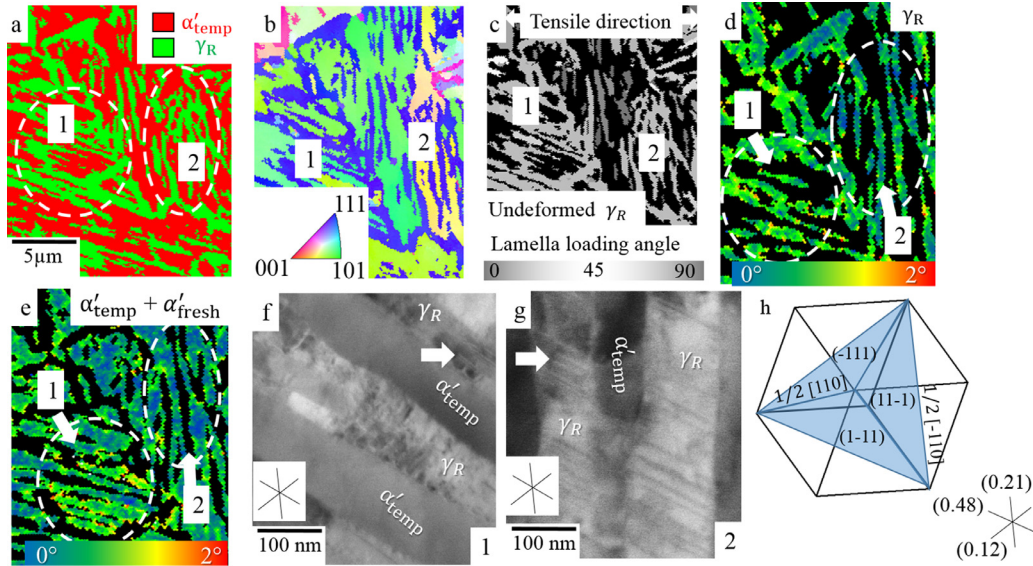 a
α′temp
γR
1
2
5µm
b
1
2
111
001
101
c
Tensile direction
1
2
Undeformed γR
Lamella loading angle
0 45 90
d
γR
1
2
0° 2°
e
α′temp + α′fresh
1
2
0° 2°
f
γR
α′temp
γR
α′temp
100 nm
1
g
α′temp
γR
γR
100 nm
2
h
(-111)
1/2 [110]
(11-1)
(1-11)
1/2 [-110]
(0.21)
(0.48)
(0.12)